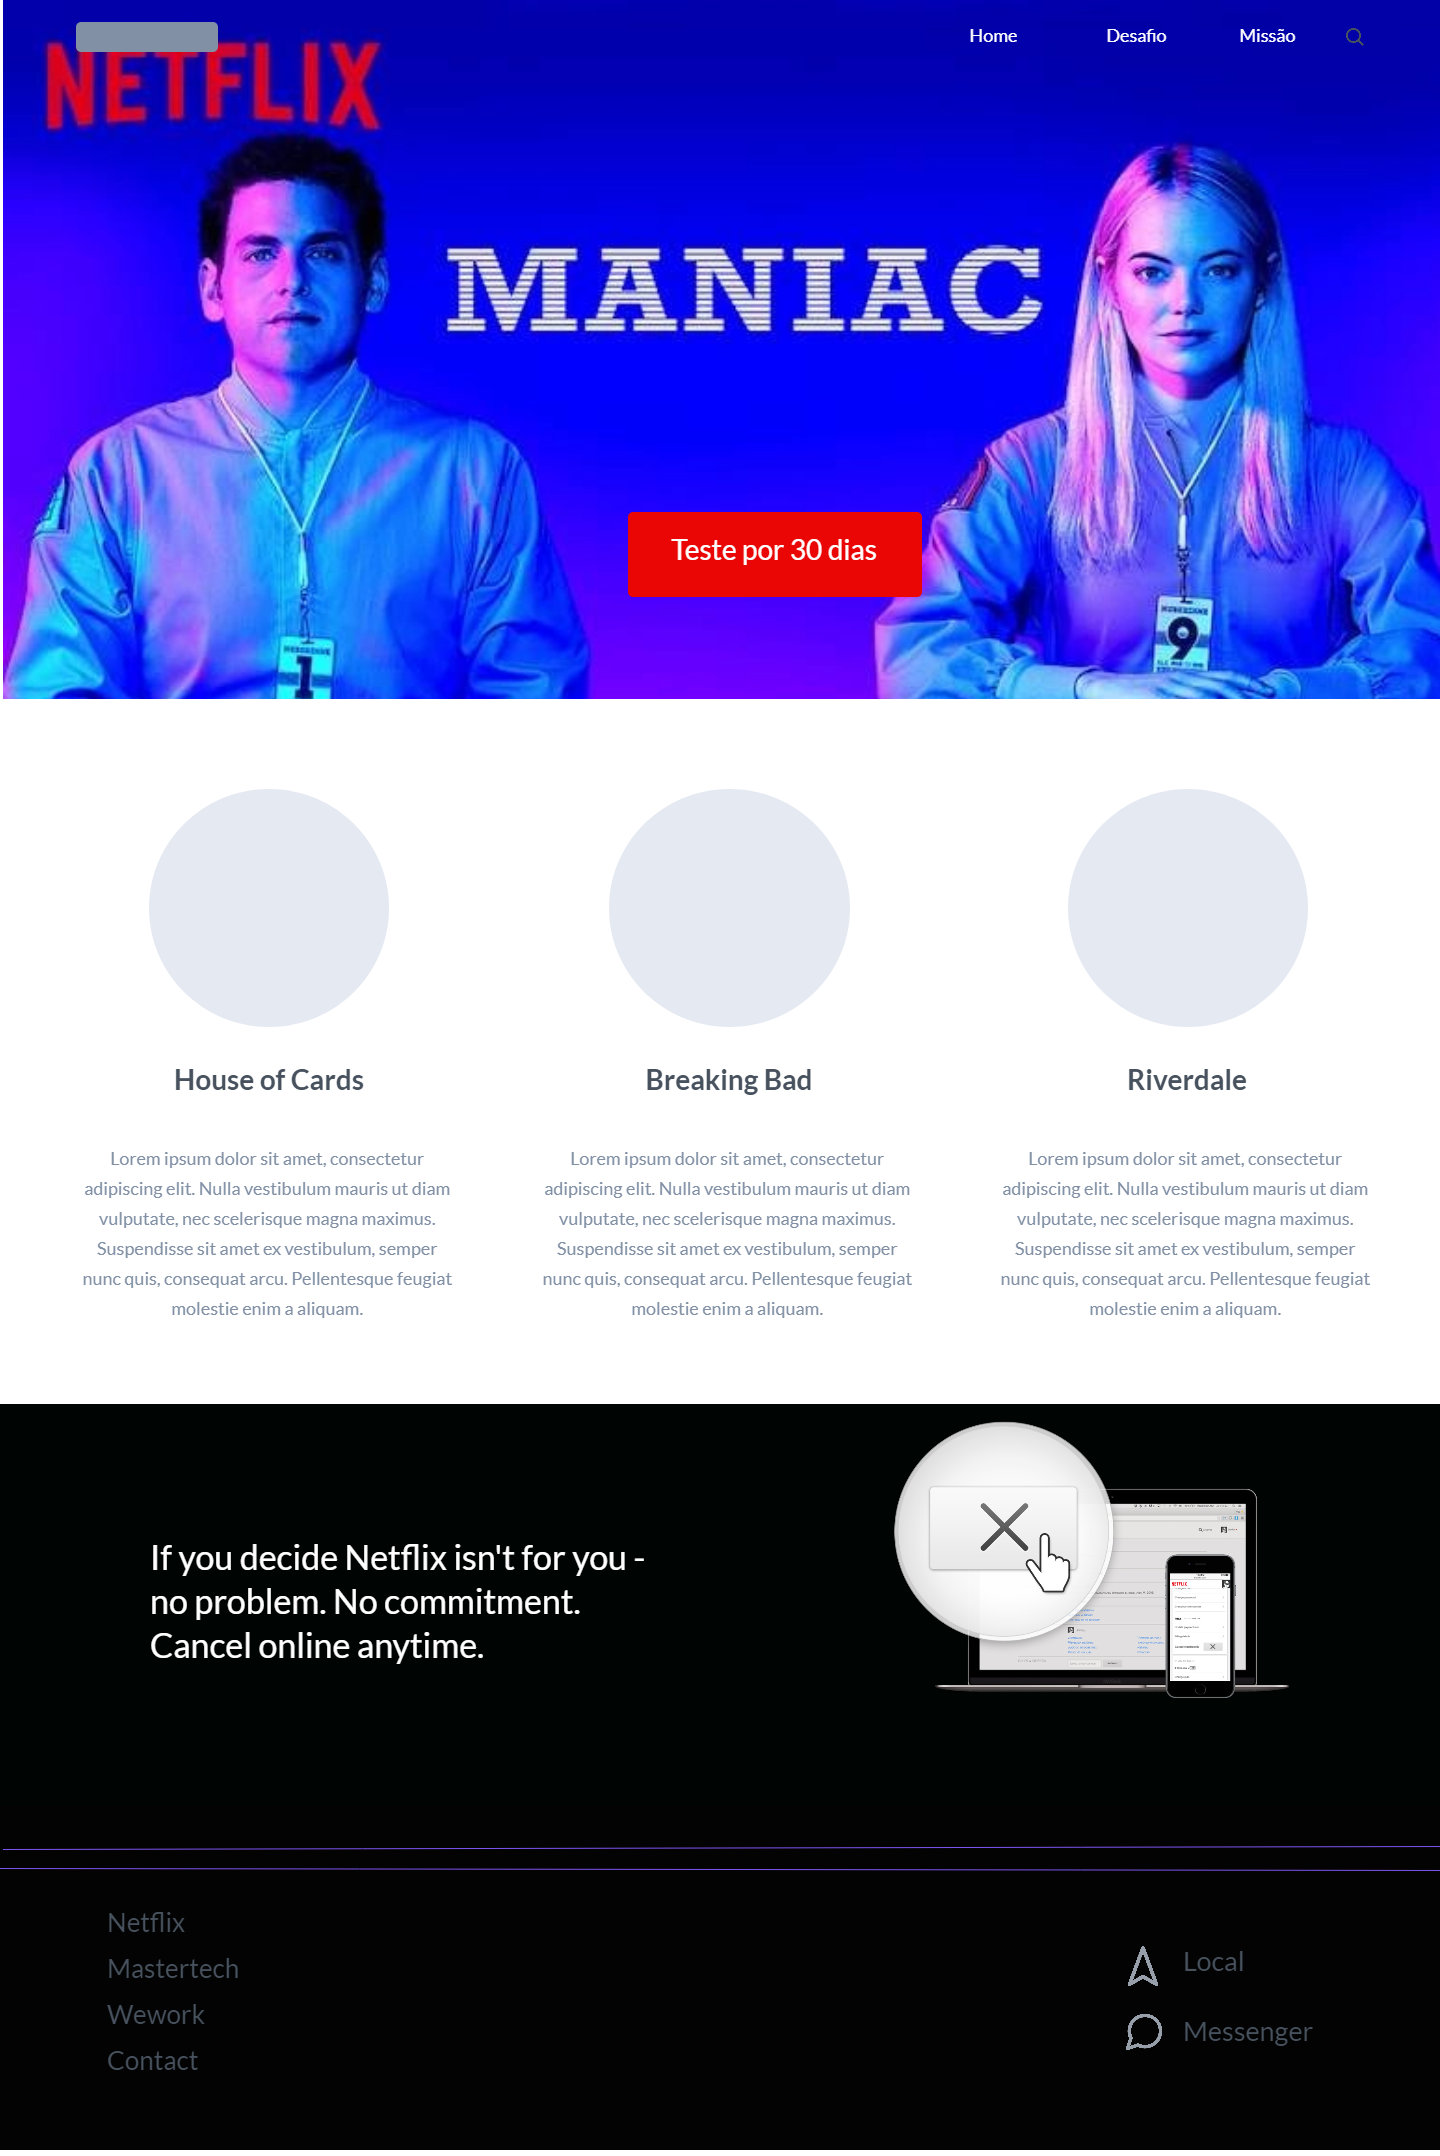 Home Desafio Missão
NETFLIX
MANIAC
Teste por 30 dias
1
9
House of Cards
Breaking Bad
Riverdale
Lorem ipsum dolor sit amet, consectetur
adipiscing elit. Nulla vestibulum mauris ut diam
vulputate, nec scelerisque magna maximus.
Suspendisse sit amet ex vestibulum, semper
nunc quis, consequat arcu. Pellentesque feugiat
molestie enim a aliquam.
Lorem ipsum dolor sit amet, consectetur
adipiscing elit. Nulla vestibulum mauris ut diam
vulputate, nec scelerisque magna maximus.
Suspendisse sit amet ex vestibulum, semper
nunc quis, consequat arcu. Pellentesque feugiat
molestie enim a aliquam.
Lorem ipsum dolor sit amet, consectetur
adipiscing elit. Nulla vestibulum mauris ut diam
vulputate, nec scelerisque magna maximus.
Suspendisse sit amet ex vestibulum, semper
nunc quis, consequat arcu. Pellentesque feugiat
molestie enim a aliquam.
If you decide Netflix isn't for you -
no problem. No commitment.
Cancel online anytime.
NETFLIX
Netflix
Mastertech
Wework
Contact
Local
Messenger